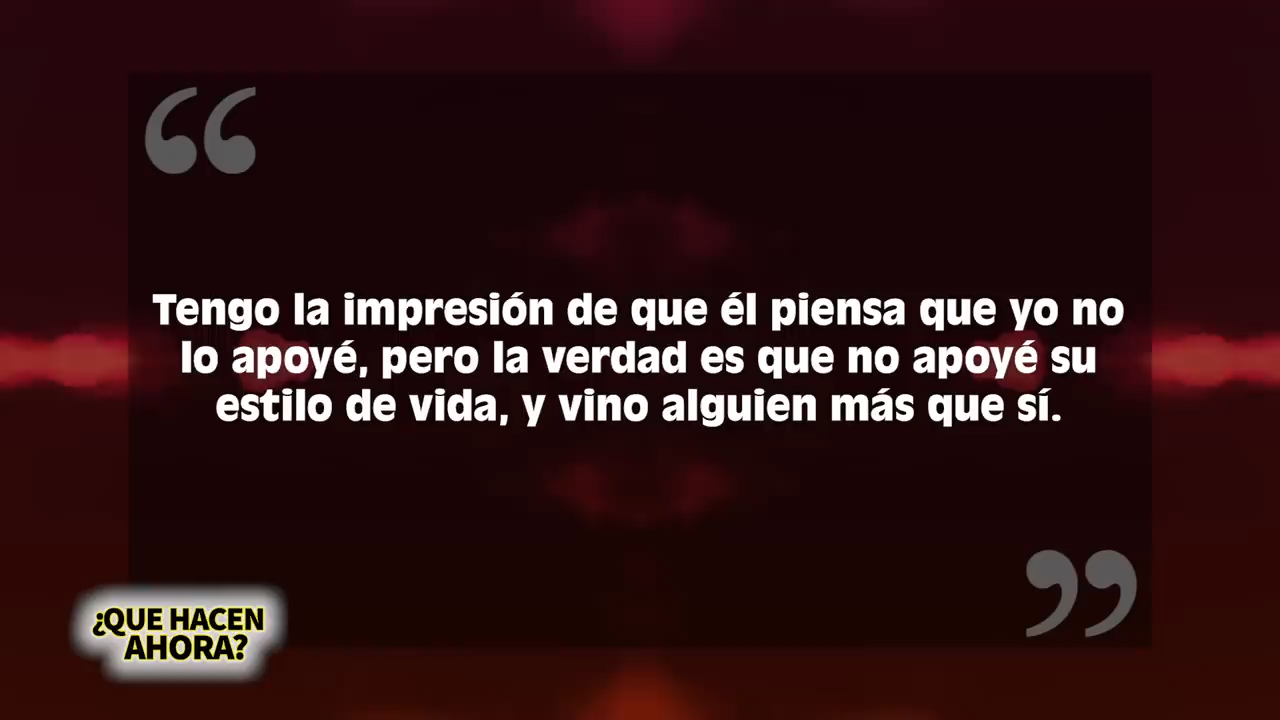 “
Tengo la impresión de que él piensa que yo no
lo apoyé, pero la verdad es que no apoyé su
estilo de vida, y vino alguien más que sí.
”
¿QUE HACEN
AHORA?